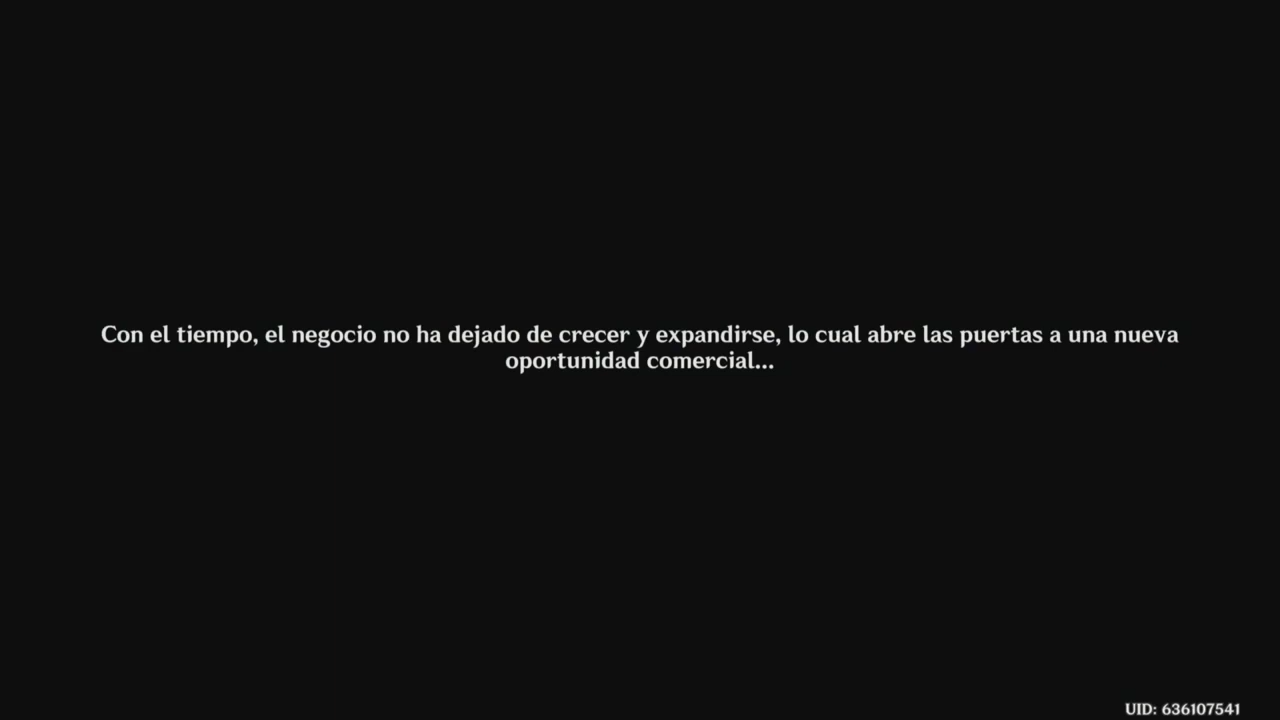 Con el tiempo, el negocio no ha dejado de crecer y expandirse, lo cual abre las puertas a una nueva
oportunidad comercial...
UID: 636107541